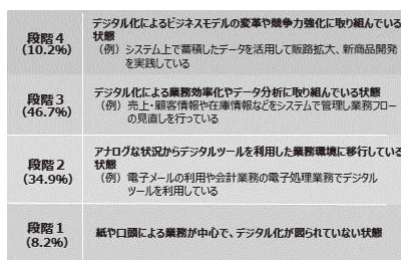 段階4
(10.2%)
デジタル化によるビジネスモデルの変革や競争力強化に取り組んでいる
状態
(例)システム上で蓄積したデータを活用して販路拡大、新商品開発
を実践している
段階3
(46.7%)
デジタル化による業務効率化やデータ分析に取り組んでいる状態
(例)売上・顧客情報や在庫情報などをシステムで管理し業務フロー
の見直しを行っている
段階2
(34.9%)
アナログな状況からデジタルツールを利用した業務環境に移行している
状態
(例)電子メールの利用や会計業務の電子処理業務でデジタル
ツールを利用している
段階1
(8.2%)
紙や口頭による業務が中心で、デジタル化が図られていない状態